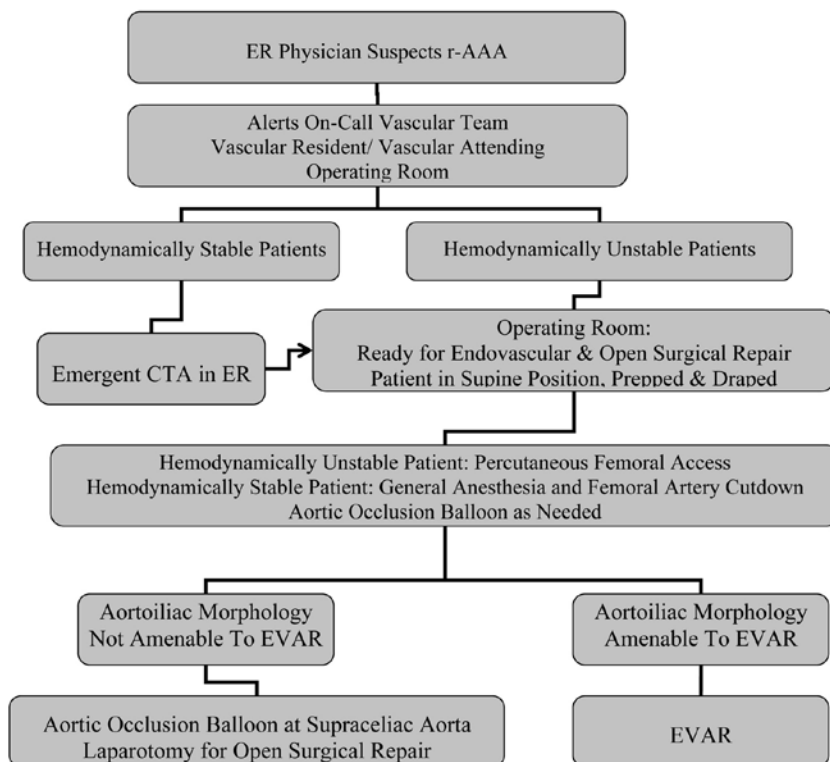 ER Physician Suspects r-AAA
Alerts On-Call Vascular Team
Vascular Resident/ Vascular Attending
Operating Room
Hemodynamically Stable Patients
Hemodynamically Unstable Patients
Emergent CTA in ER
Operating Room:
Ready for Endovascular & Open Surgical Repair
Patient in Supine Position, Prepped & Draped
Hemodynamically Unstable Patient: Percutaneous Femoral Access
Hemodynamically Stable Patient: General Anesthesia and Femoral Artery Cutdown
Aortic Occlusion Balloon as Needed
Aortoiliac Morphology
Not Amenable To EVAR
Aortoiliac Morphology
Amenable To EVAR
Aortic Occlusion Balloon at Supraceliac Aorta
Laparotomy for Open Surgical Repair
EVAR